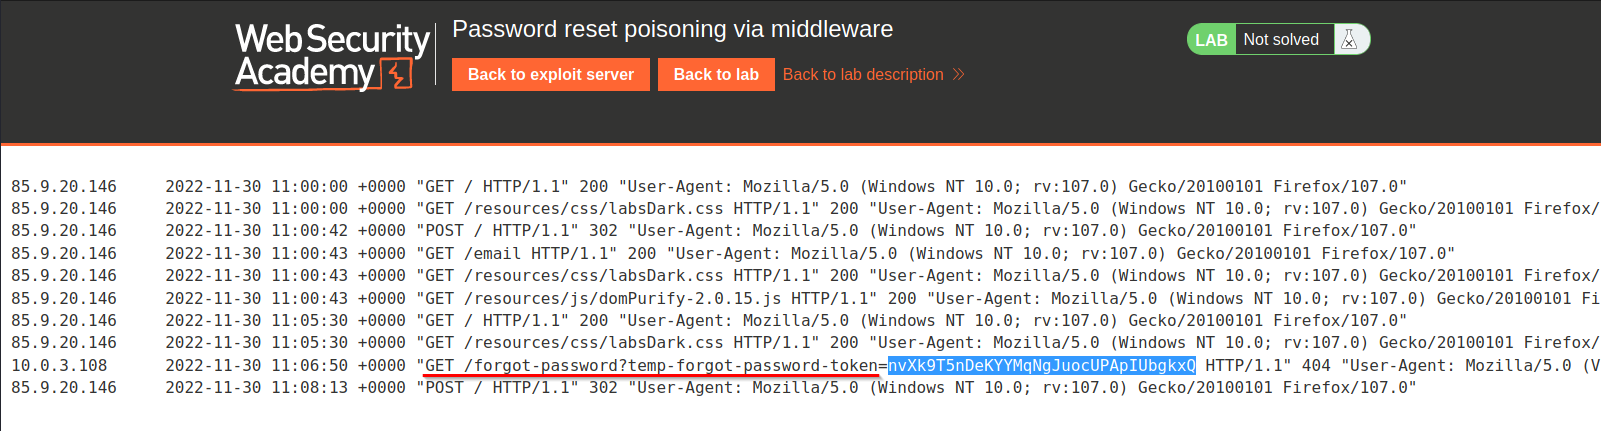 Web Security
Academy
Password reset poisoning via middleware
Back to exploit server
Back to lab
Back to lab description
LAB
Not solved
85.9.20.146 2022-11-30 11:00:00 +0000 "GET / HTTP/1.1" 200 "User-Agent: Mozilla/5.0 (Windows NT 10.0; rv:107.0) Gecko/20100101 Firefox/107.0"
85.9.20.146 2022-11-30 11:00:00 +0000 "GET /resources/css/labsDark.css HTTP/1.1" 200 "User-Agent: Mozilla/5.0 (Windows NT 10.0; rv:107.0) Gecko/20100101 Firefox/
85.9.20.146 2022-11-30 11:00:42 +0000 "POST / HTTP/1.1" 302 "User-Agent: Mozilla/5.0 (Windows NT 10.0; rv:107.0) Gecko/20100101 Firefox/107.0"
85.9.20.146 2022-11-30 11:00:43 +0000 "GET /email HTTP/1.1" 200 "User-Agent: Mozilla/5.0 (Windows NT 10.0; rv:107.0) Gecko/20100101 Firefox/107.0"
85.9.20.146 2022-11-30 11:00:43 +0000 "GET /resources/css/labsDark.css HTTP/1.1" 200 "User-Agent: Mozilla/5.0 (Windows NT 10.0; rv:107.0) Gecko/20100101 Firefox/
85.9.20.146 2022-11-30 11:00:43 +0000 "GET /resources/js/domPurify-2.0.15.js HTTP/1.1" 200 "User-Agent: Mozilla/5.0 (Windows NT 10.0; rv:107.0) Gecko/20100101 Fi
85.9.20.146 2022-11-30 11:05:30 +0000 "GET / HTTP/1.1" 200 "User-Agent: Mozilla/5.0 (Windows NT 10.0; rv:107.0) Gecko/20100101 Firefox/107.0"
85.9.20.146 2022-11-30 11:05:30 +0000 "GET /resources/css/labsDark.css HTTP/1.1" 200 "User-Agent: Mozilla/5.0 (Windows NT 10.0; rv:107.0) Gecko/20100101 Firefox/
10.0.3.108 2022-11-30 11:06:50 +0000 "GET /forgot-password?temp-forgot-password-token=nvXk9T5nDeKYYMqNgJuocUPApIUbgkxQ HTTP/1.1" 404 "User-Agent: Mozilla/5.0 (V
85.9.20.146 2022-11-30 11:08:13 +0000 "POST / HTTP/1.1" 302 "User-Agent: Mozilla/5.0 (Windows NT 10.0; rv:107.0) Gecko/20100101 Firefox/107.0"